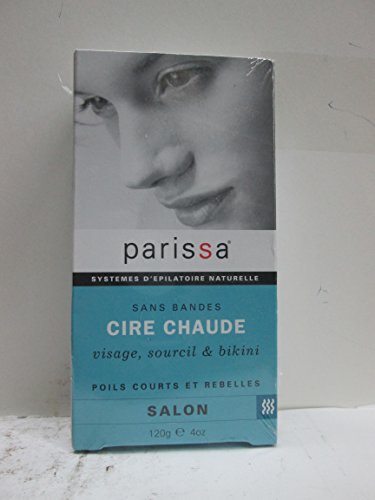 parissa®
SYSTEMES D'EPILATOIRE NATURELLE
SANS BANDES
CIRE CHAUDE
visage, sourcil & bikini
POILS COURTS ET REBELLES
SALON
120g ℮ 4oz